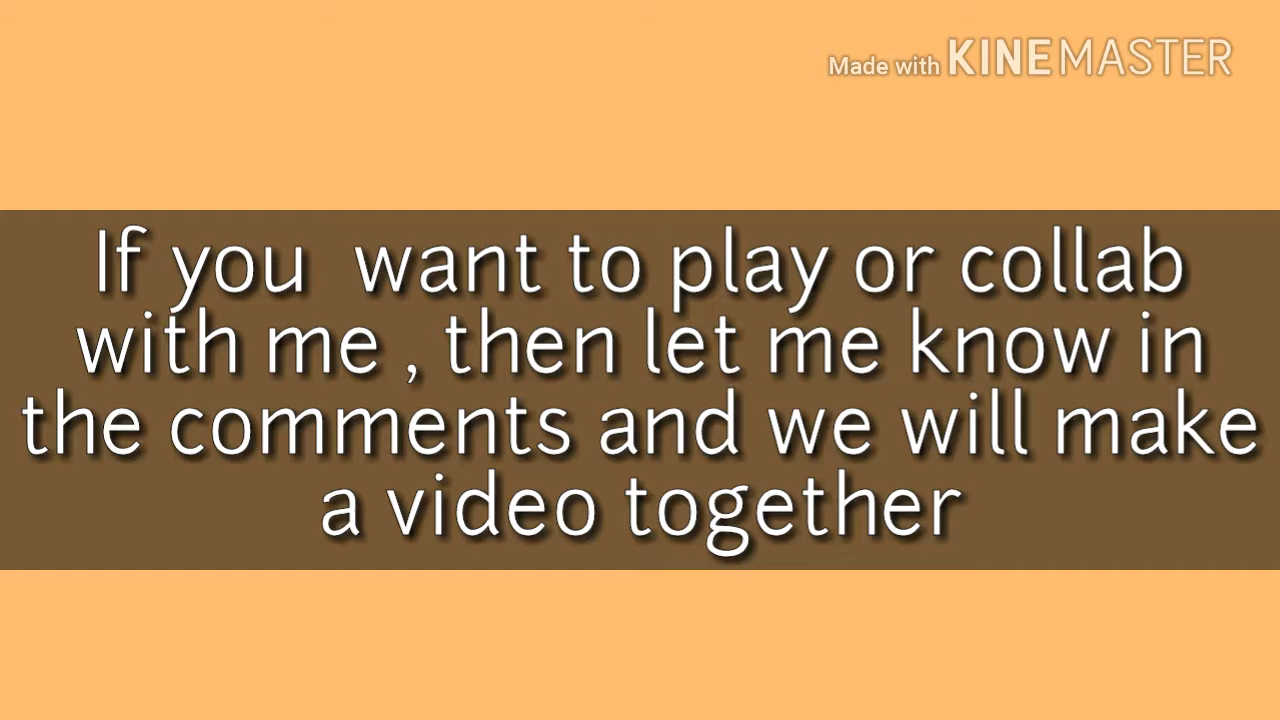 Made with KINEMASTER
If you  want to play or collab
with me , then let me know in
the comments and we will make
a video together